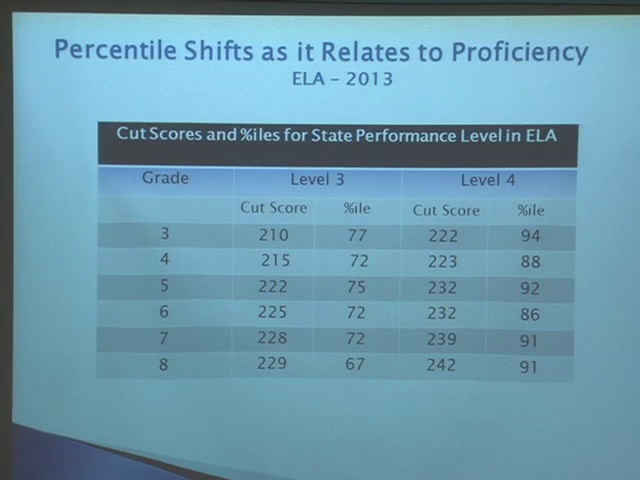 Percentile Shifts as it Relates to Proficiency
ELA - 2013
Cut Scores and %iles for State Performance Level in ELA
Grade Level 3 Level 4
Cut Score %ile Cut Score %ile
3 210 77 222 94
4 215 72 223 88
5 222 75 232 92
6 225 72 232 86
7 228 72 239 91
8 229 67 242 91